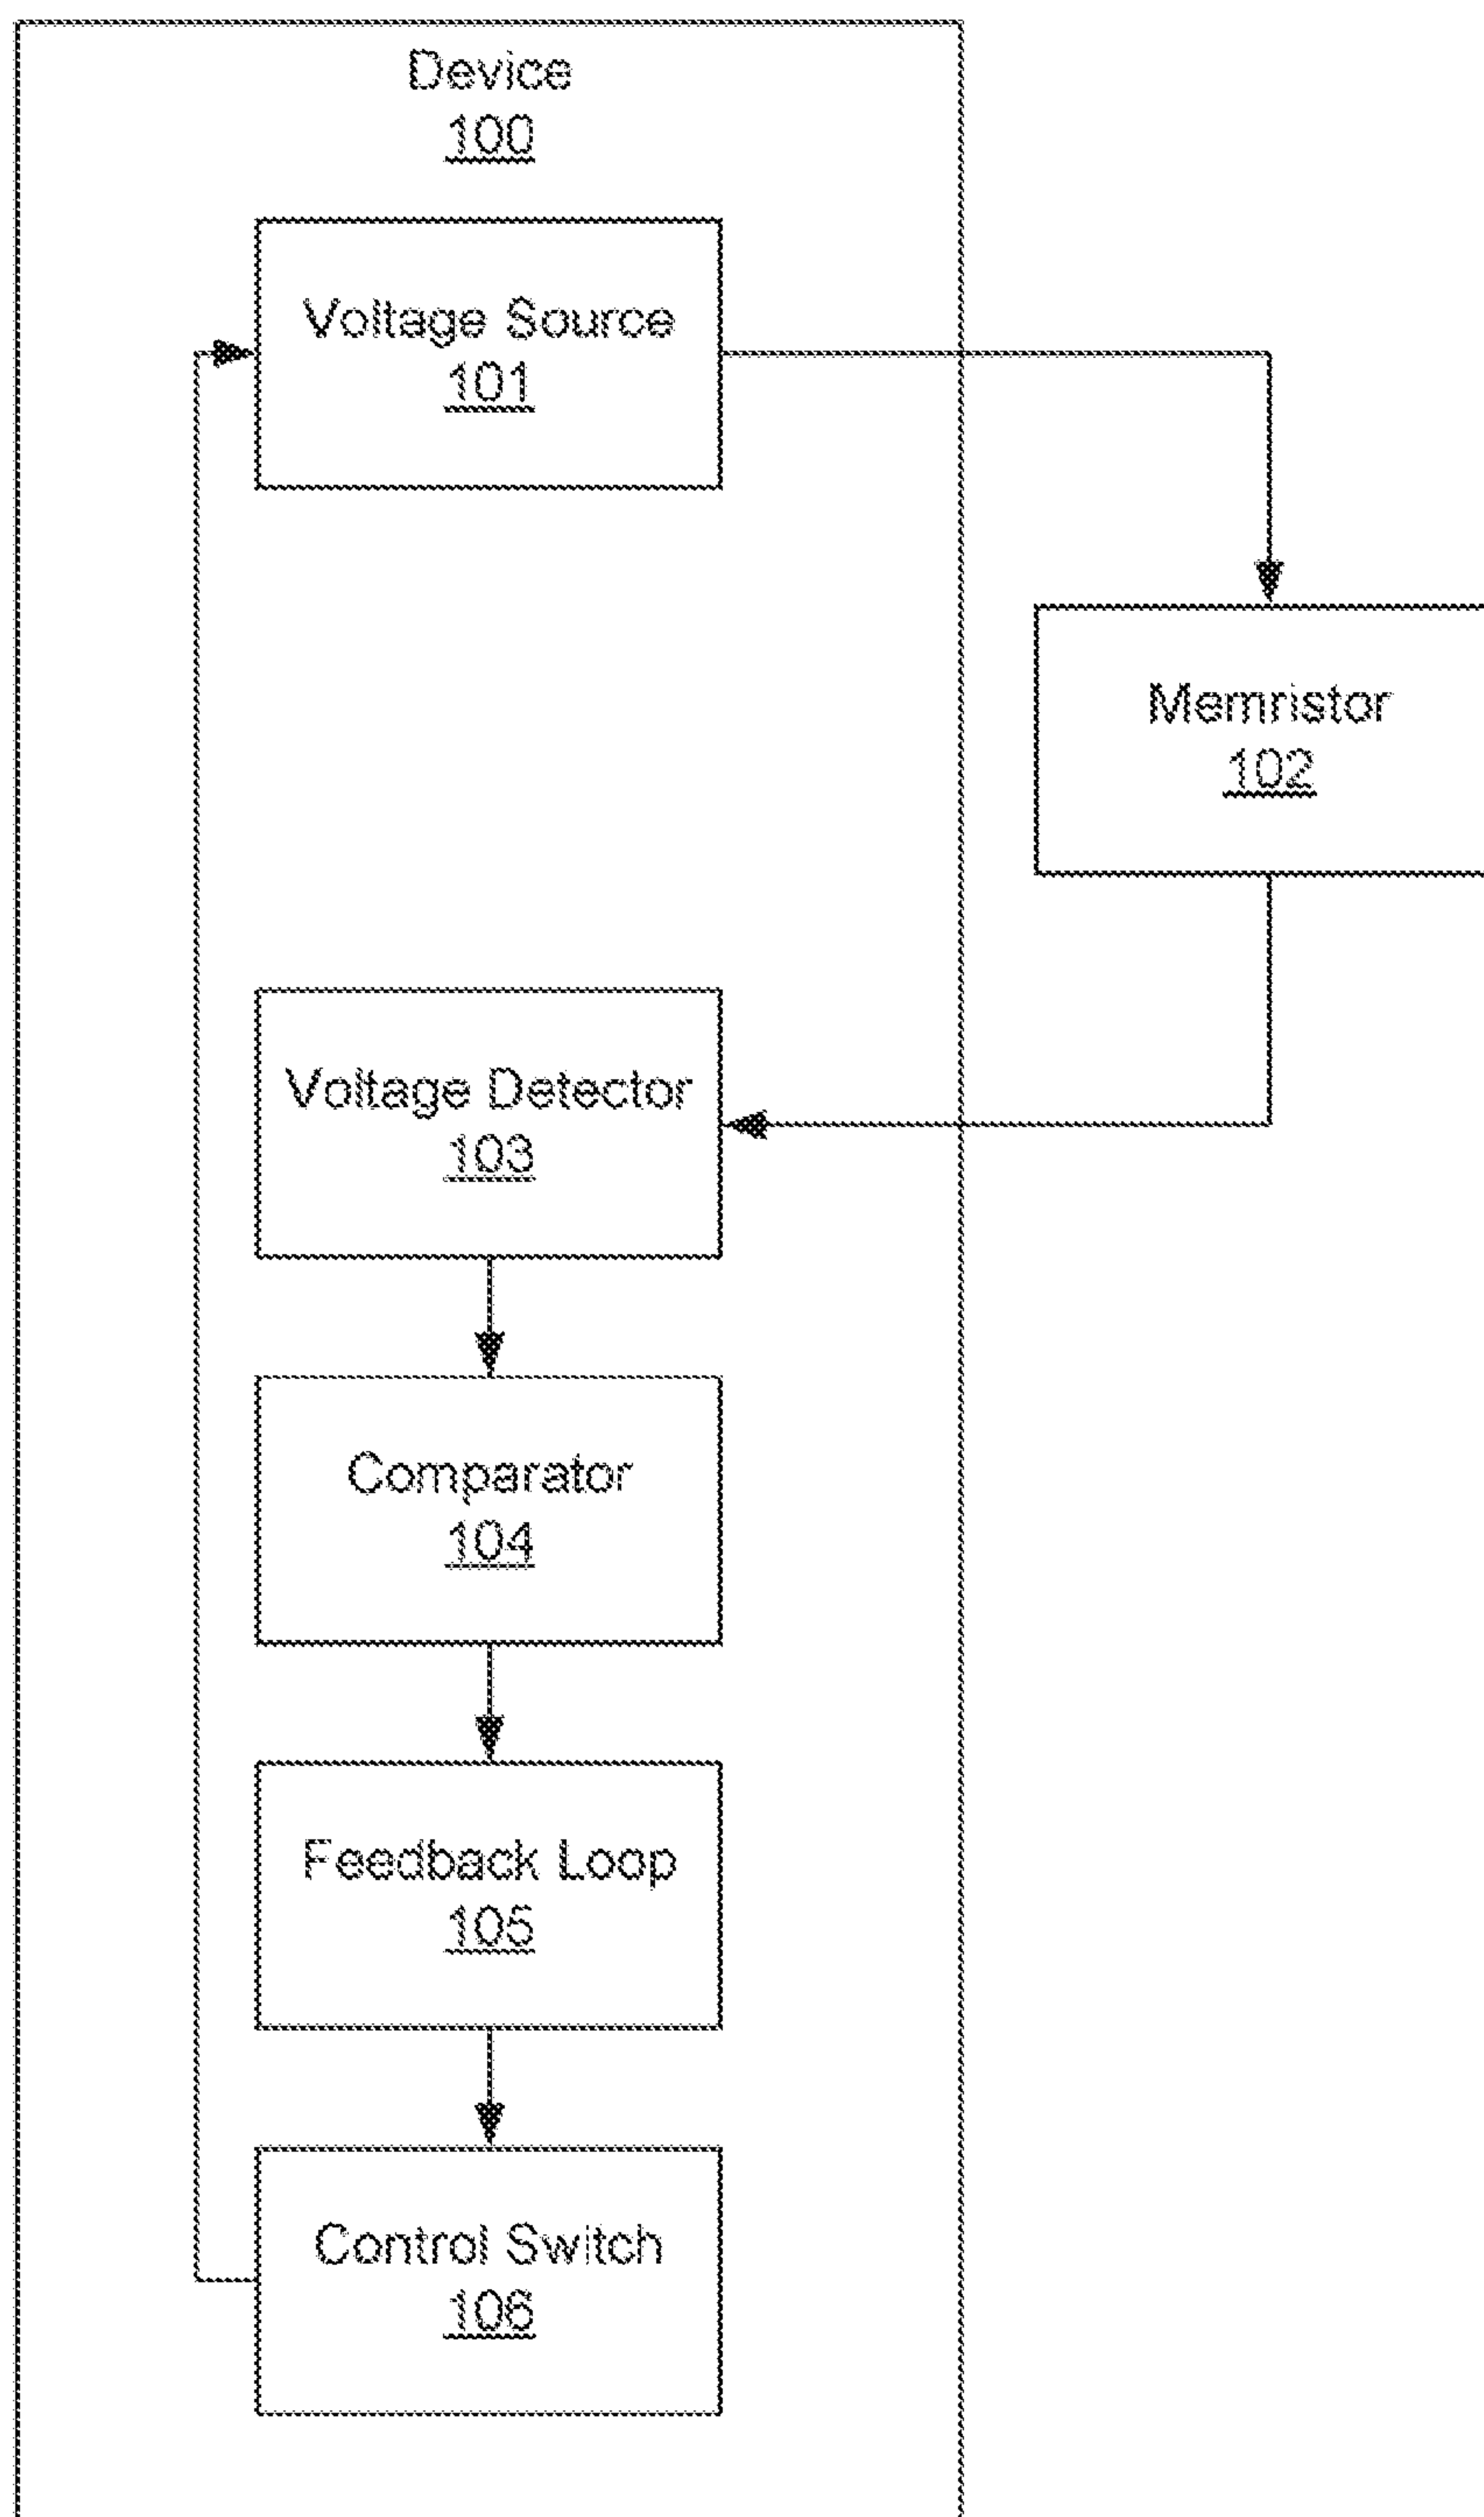 Device
100
Voltage Source
101
Memristor
102
Voltage Detector
103
Comparator
104
Feedback Loop
105
Control Switch
106